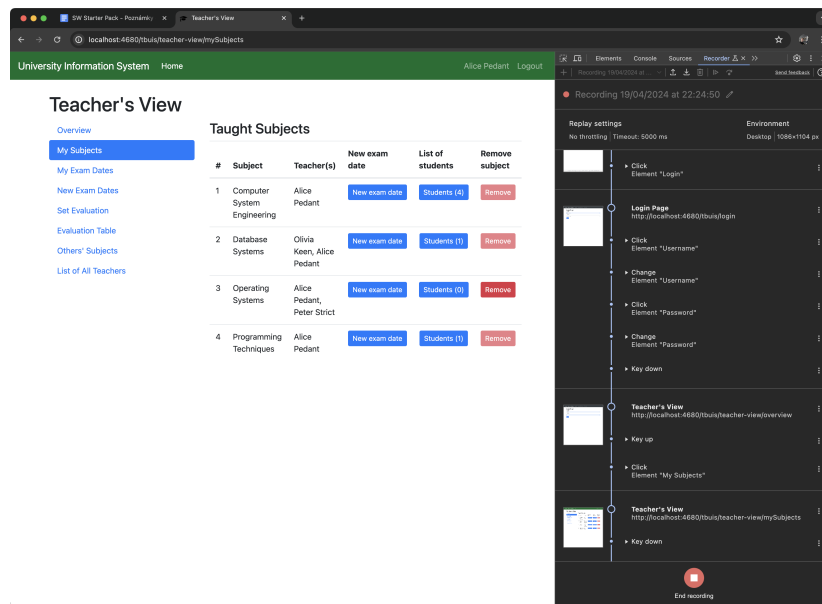 SW Starter Pack - Poznámky
Teacher's View
localhost:4680/tbuis/teacher-view/mySubjects
University Information System Home
Alice Pedant Logout
Teacher's View
Overview
My Subjects
My Exam Dates
New Exam Dates
Set Evaluation
Evaluation Table
Others' Subjects
List of All Teachers
Taught Subjects
# Subject Teacher(s) New exam date List of students Remove subject
1 Computer System Engineering Alice Pedant New exam date Students (4) Remove
2 Database Systems Olivia Keen, Alice Pedant New exam date Students (1) Remove
3 Operating Systems Alice Pedant, Peter Strict New exam date Students (0) Remove
4 Programming Techniques Alice Pedant New exam date Students (1) Remove
Elements Console Sources Recorder
Recording 19/04/2024 at ... Send feedback
Recording 19/04/2024 at 22:24:50
Replay settings
No throttling Timeout: 5000 ms
Environment
Desktop 1086×1104 px
Click
Element "Login"
Login Page
http://localhost:4680/tbuis/login
Click
Element "Username"
Change
Element "Username"
Click
Element "Password"
Change
Element "Password"
Key down
Teacher's View
http://localhost:4680/tbuis/teacher-view/overview
Key up
Click
Element "My Subjects"
Teacher's View
http://localhost:4680/tbuis/teacher-view/mySubjects
Key down
End recording